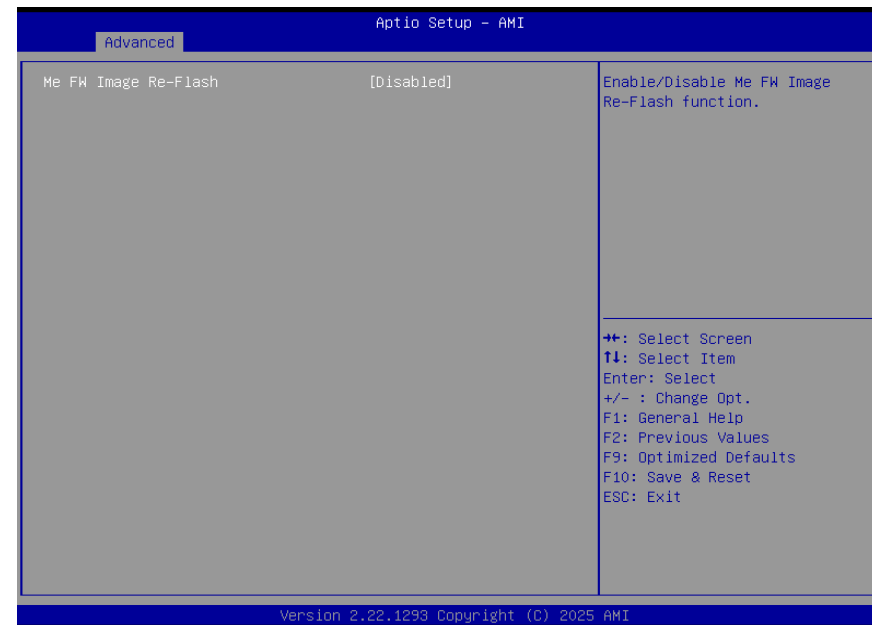 Aptio Setup – AMI
Advanced
Me FW Image Re-Flash [Disabled]
Enable/Disable Me FW Image
Re-Flash function.
→←: Select Screen
↑↓: Select Item
Enter: Select
+/- : Change Opt.
F1: General Help
F2: Previous Values
F9: Optimized Defaults
F10: Save & Reset
ESC: Exit
Version 2.22.1293 Copyright (C) 2025 AMI